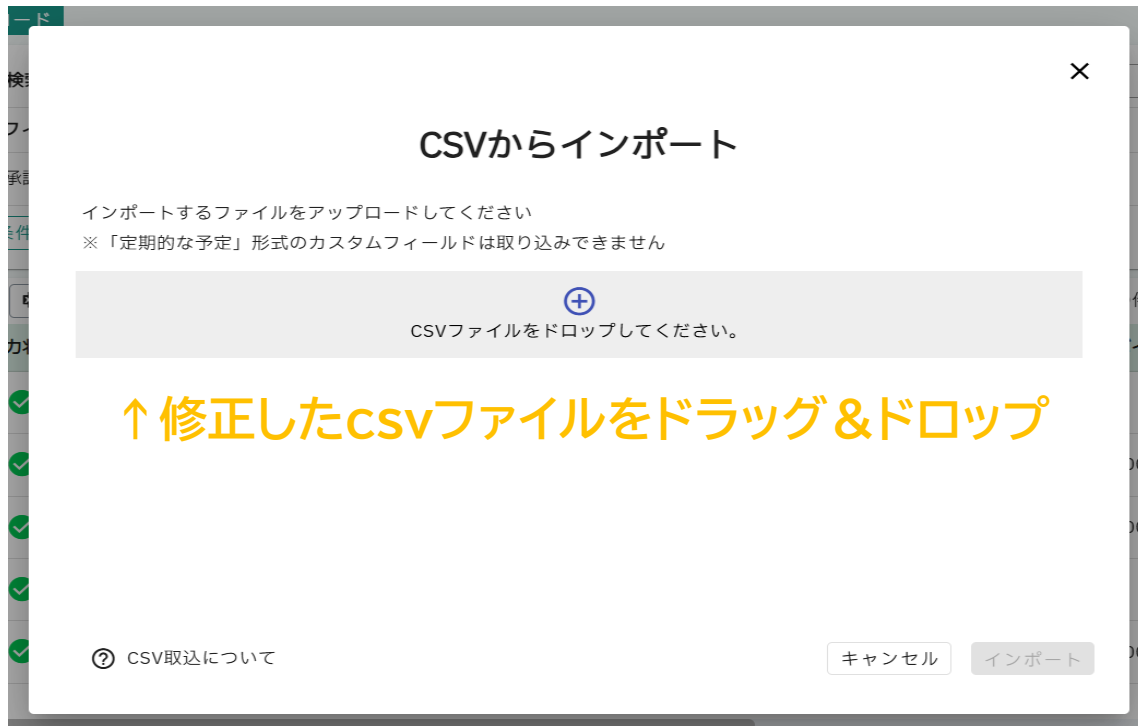 ード
CSVからインポート
インポートするファイルをアップロードしてください
※「定期的な予定」形式のカスタムフィールドは取り込みできません
CSVファイルをドロップしてください。
↑修正したcsvファイルをドラッグ＆ドロップ
CSV取込について
キャンセル
インポート